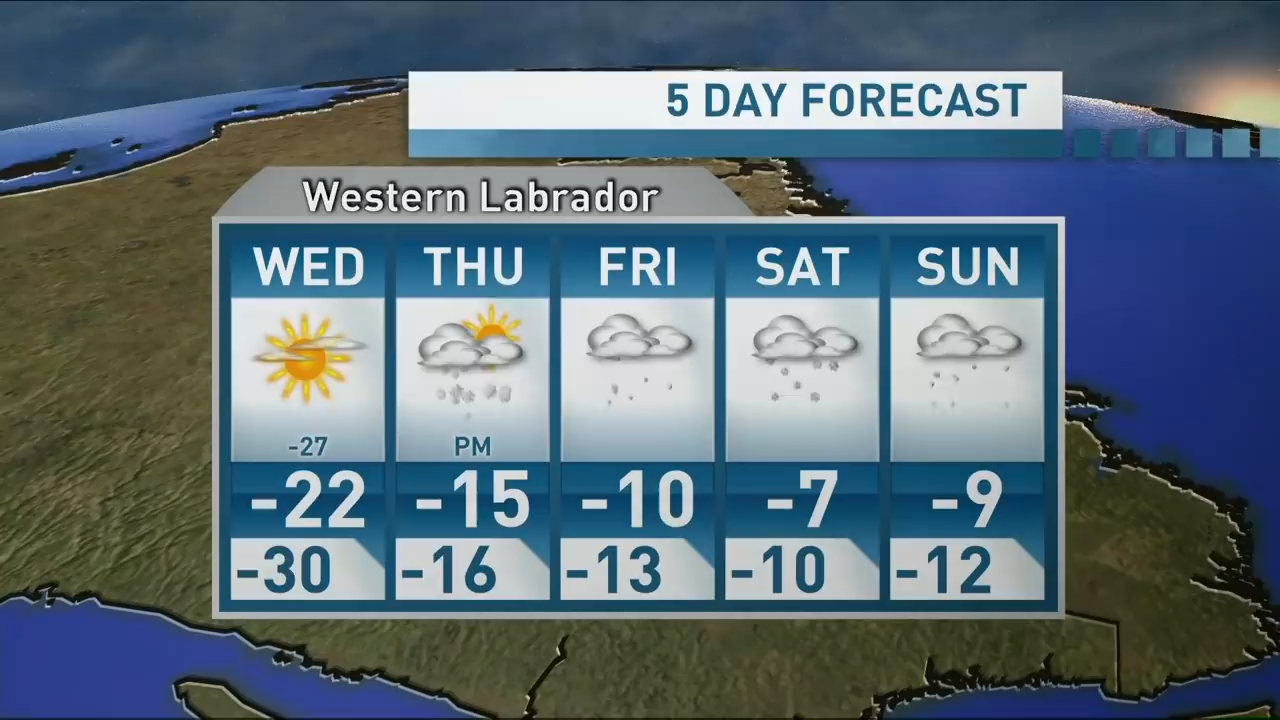 5 DAY FORECAST
Western Labrador
WED THU FRI SAT SUN
-27 PM
-22 -15 -10 -7 -9
-30 -16 -13 -10 -12